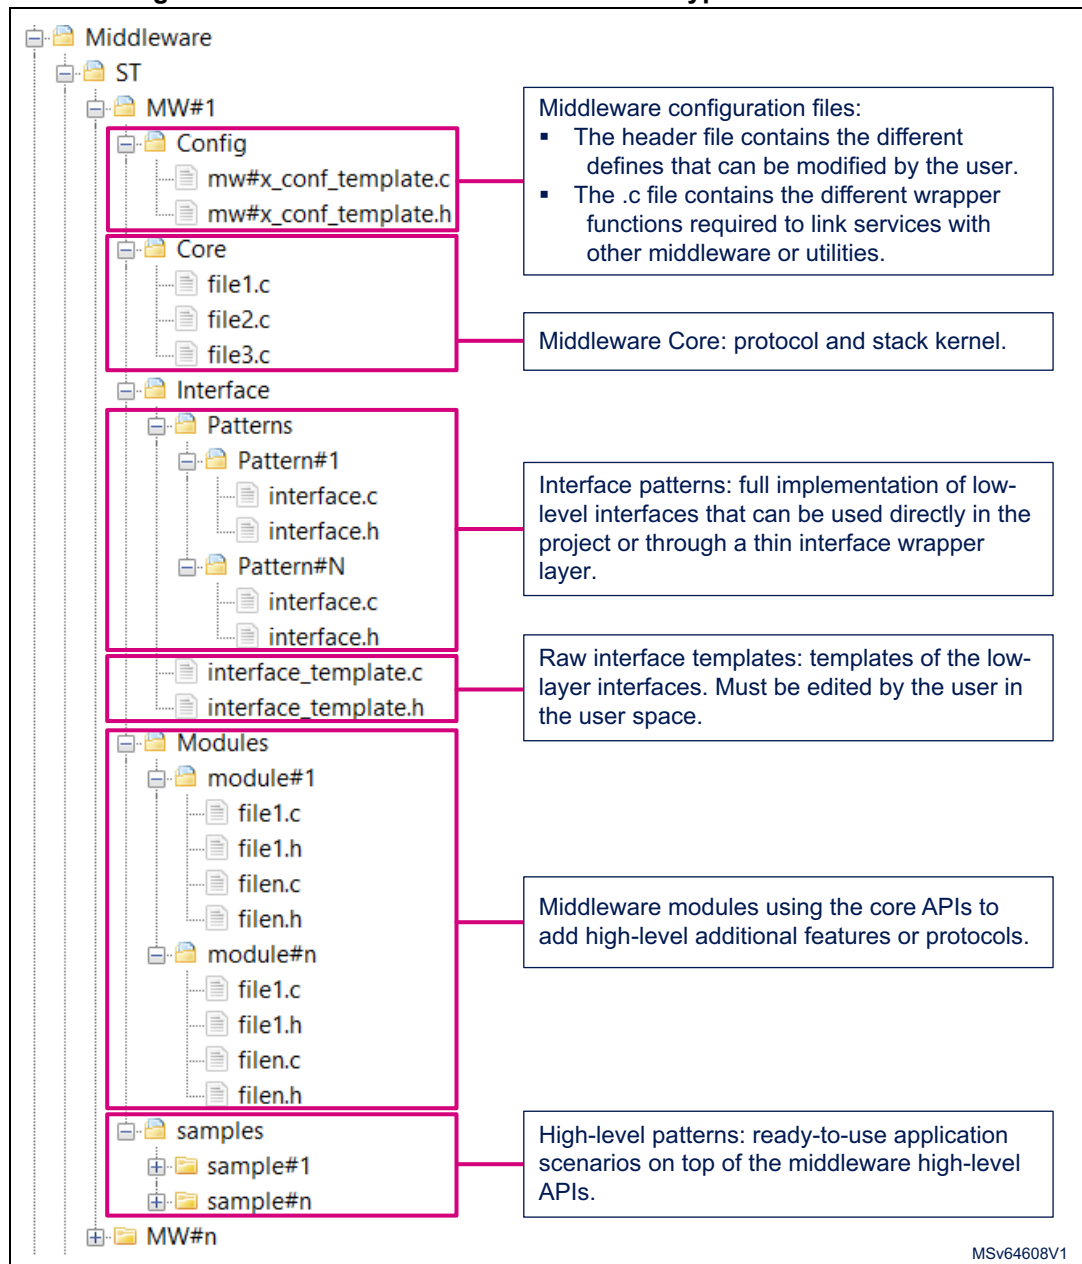 Middleware
ST
MW#1
Config
mw#x_conf_template.c
mw#x_conf_template.h
Core
file1.c
file2.c
file3.c
Interface
Patterns
Pattern#1
interface.c
interface.h
Pattern#N
interface.c
interface.h
interface_template.c
interface_template.h
Modules
module#1
file1.c
file1.h
filen.c
filen.h
module#n
file1.c
file1.h
filen.c
filen.h
samples
sample#1
sample#n
MW#n
Middleware configuration files:
▪ The header file contains the different
defines that can be modified by the user.
▪ The .c file contains the different wrapper
functions required to link services with
other middleware or utilities.
Middleware Core: protocol and stack kernel.
Interface patterns: full implementation of low-
level interfaces that can be used directly in the
project or through a thin interface wrapper
layer.
Raw interface templates: templates of the low-
layer interfaces. Must be edited by the user in
the user space.
Middleware modules using the core APIs to
add high-level additional features or protocols.
High-level patterns: ready-to-use application
scenarios on top of the middleware high-level
APIs.
MSv64608V1